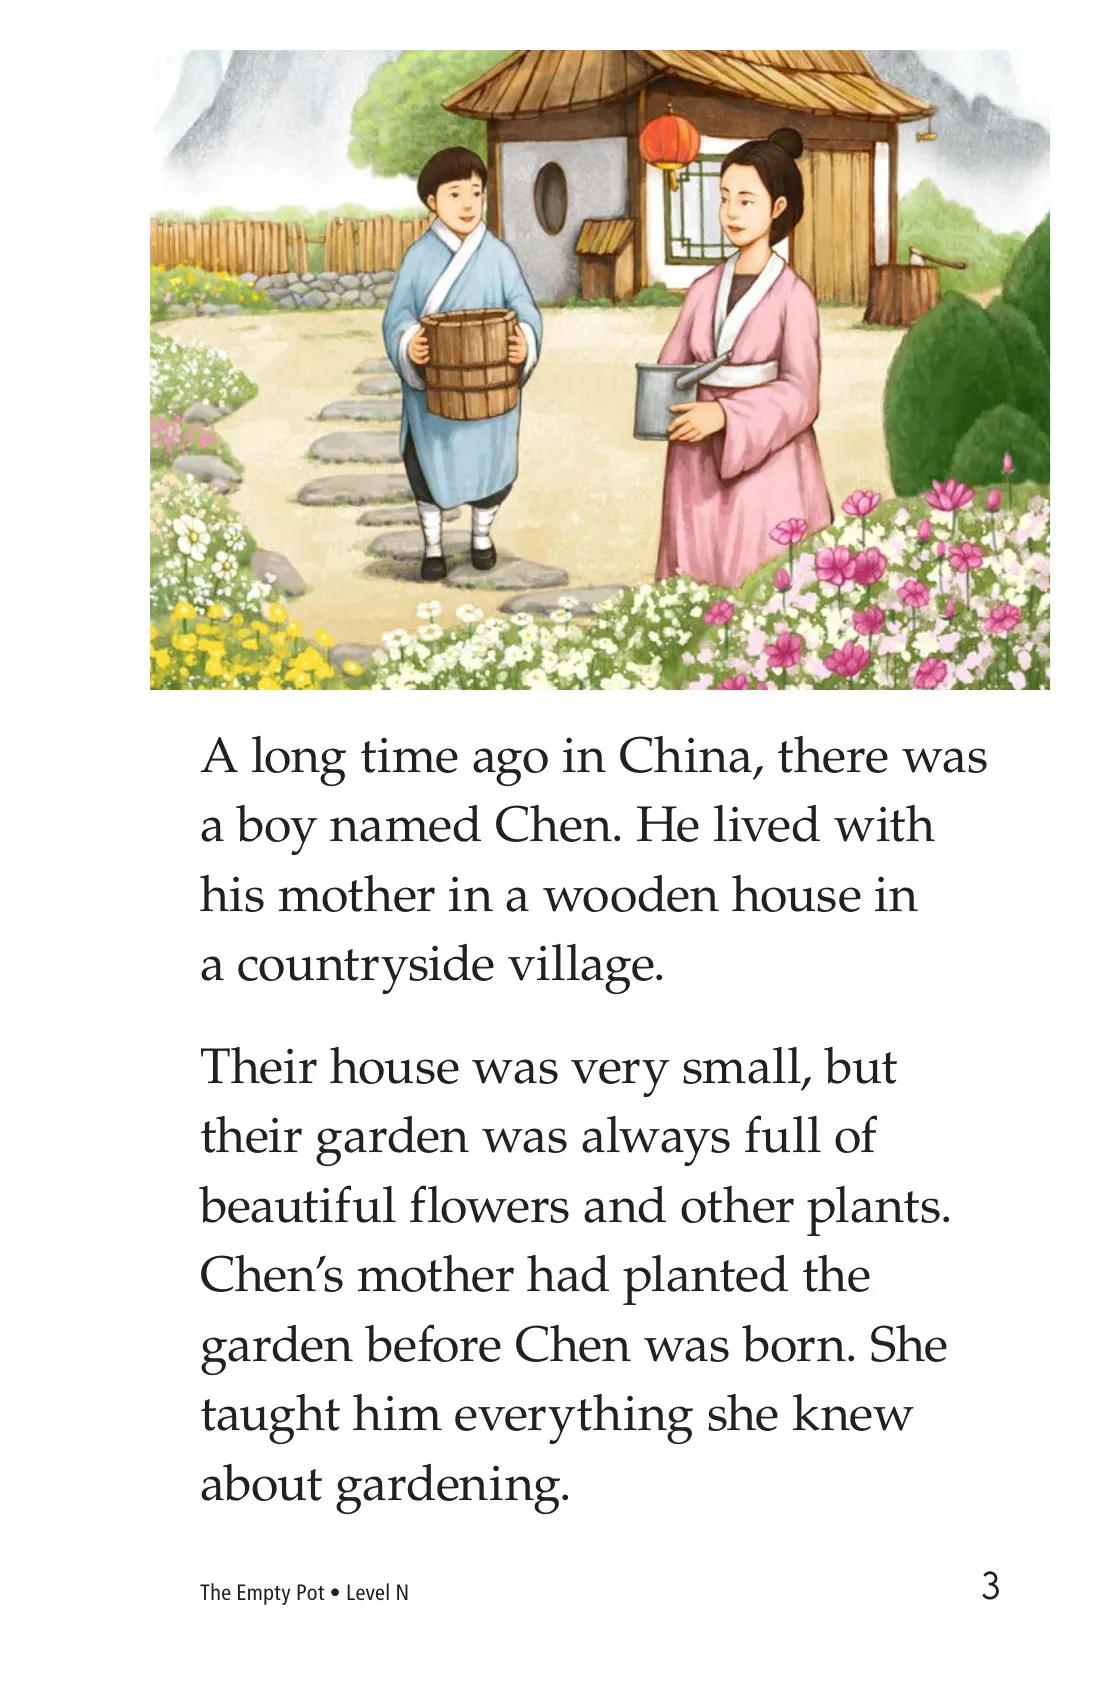 A long time ago in China, there was
a boy named Chen. He lived with
his mother in a wooden house in
a countryside village.
Their house was very small, but
their garden was always full of
beautiful flowers and other plants.
Chen’s mother had planted the
garden before Chen was born. She
taught him everything she knew
about gardening.
The Empty Pot • Level N
3